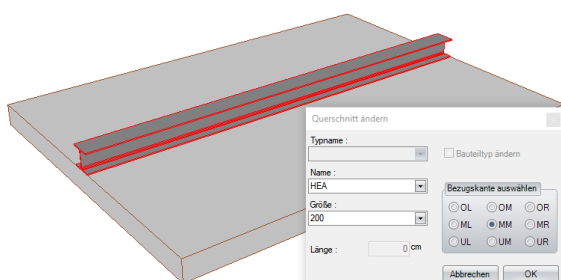 Querschnitt ändern
Typname :
Bauteiltyp ändern
Name :
HEA
Bezugskante auswählen
Größe :
200
OL OM OR
ML MM MR
UL UM UR
Länge : 0 cm
Abbrechen OK